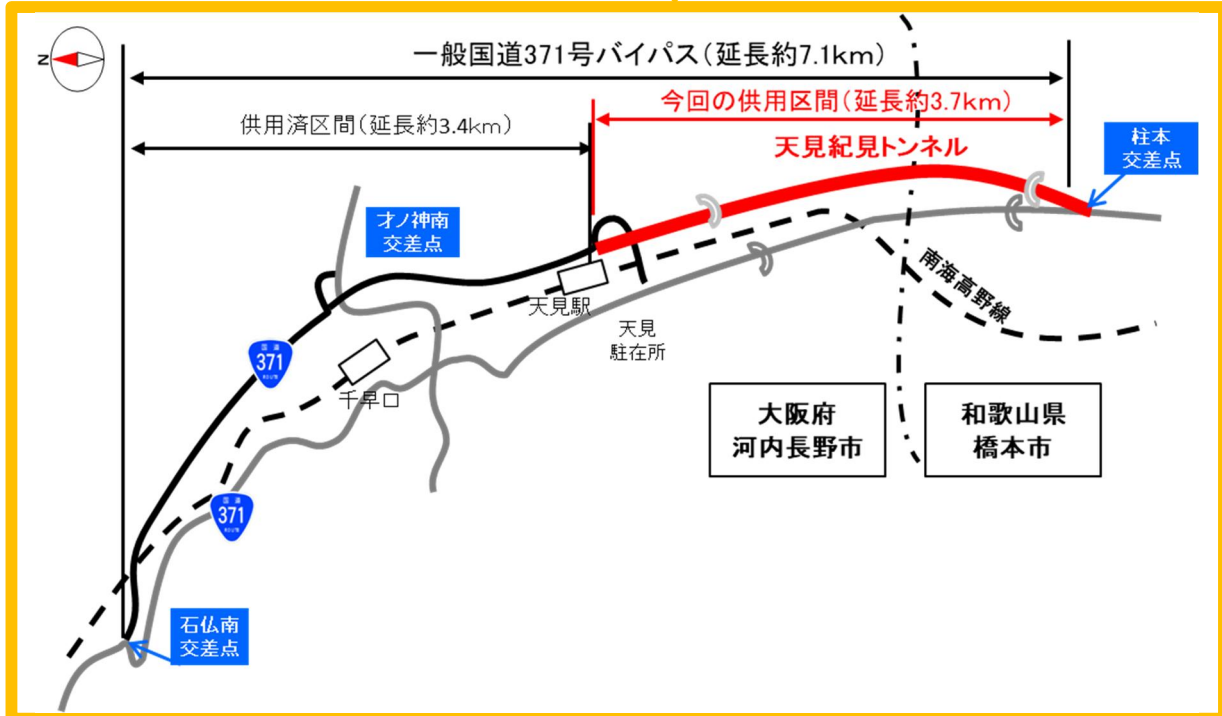 N
一般国道371号バイパス(延長約7.1km)
今回の供用区間(延長約3.7km)
供用済区間(延長約3.4km)
天見紀見トンネル
柱本
交差点
才ノ神南
交差点
天見駅
南海高野線
天見
駐在所
国道
371
千早口
大阪府
河内長野市
和歌山県
橋本市
国道
371
石仏南
交差点